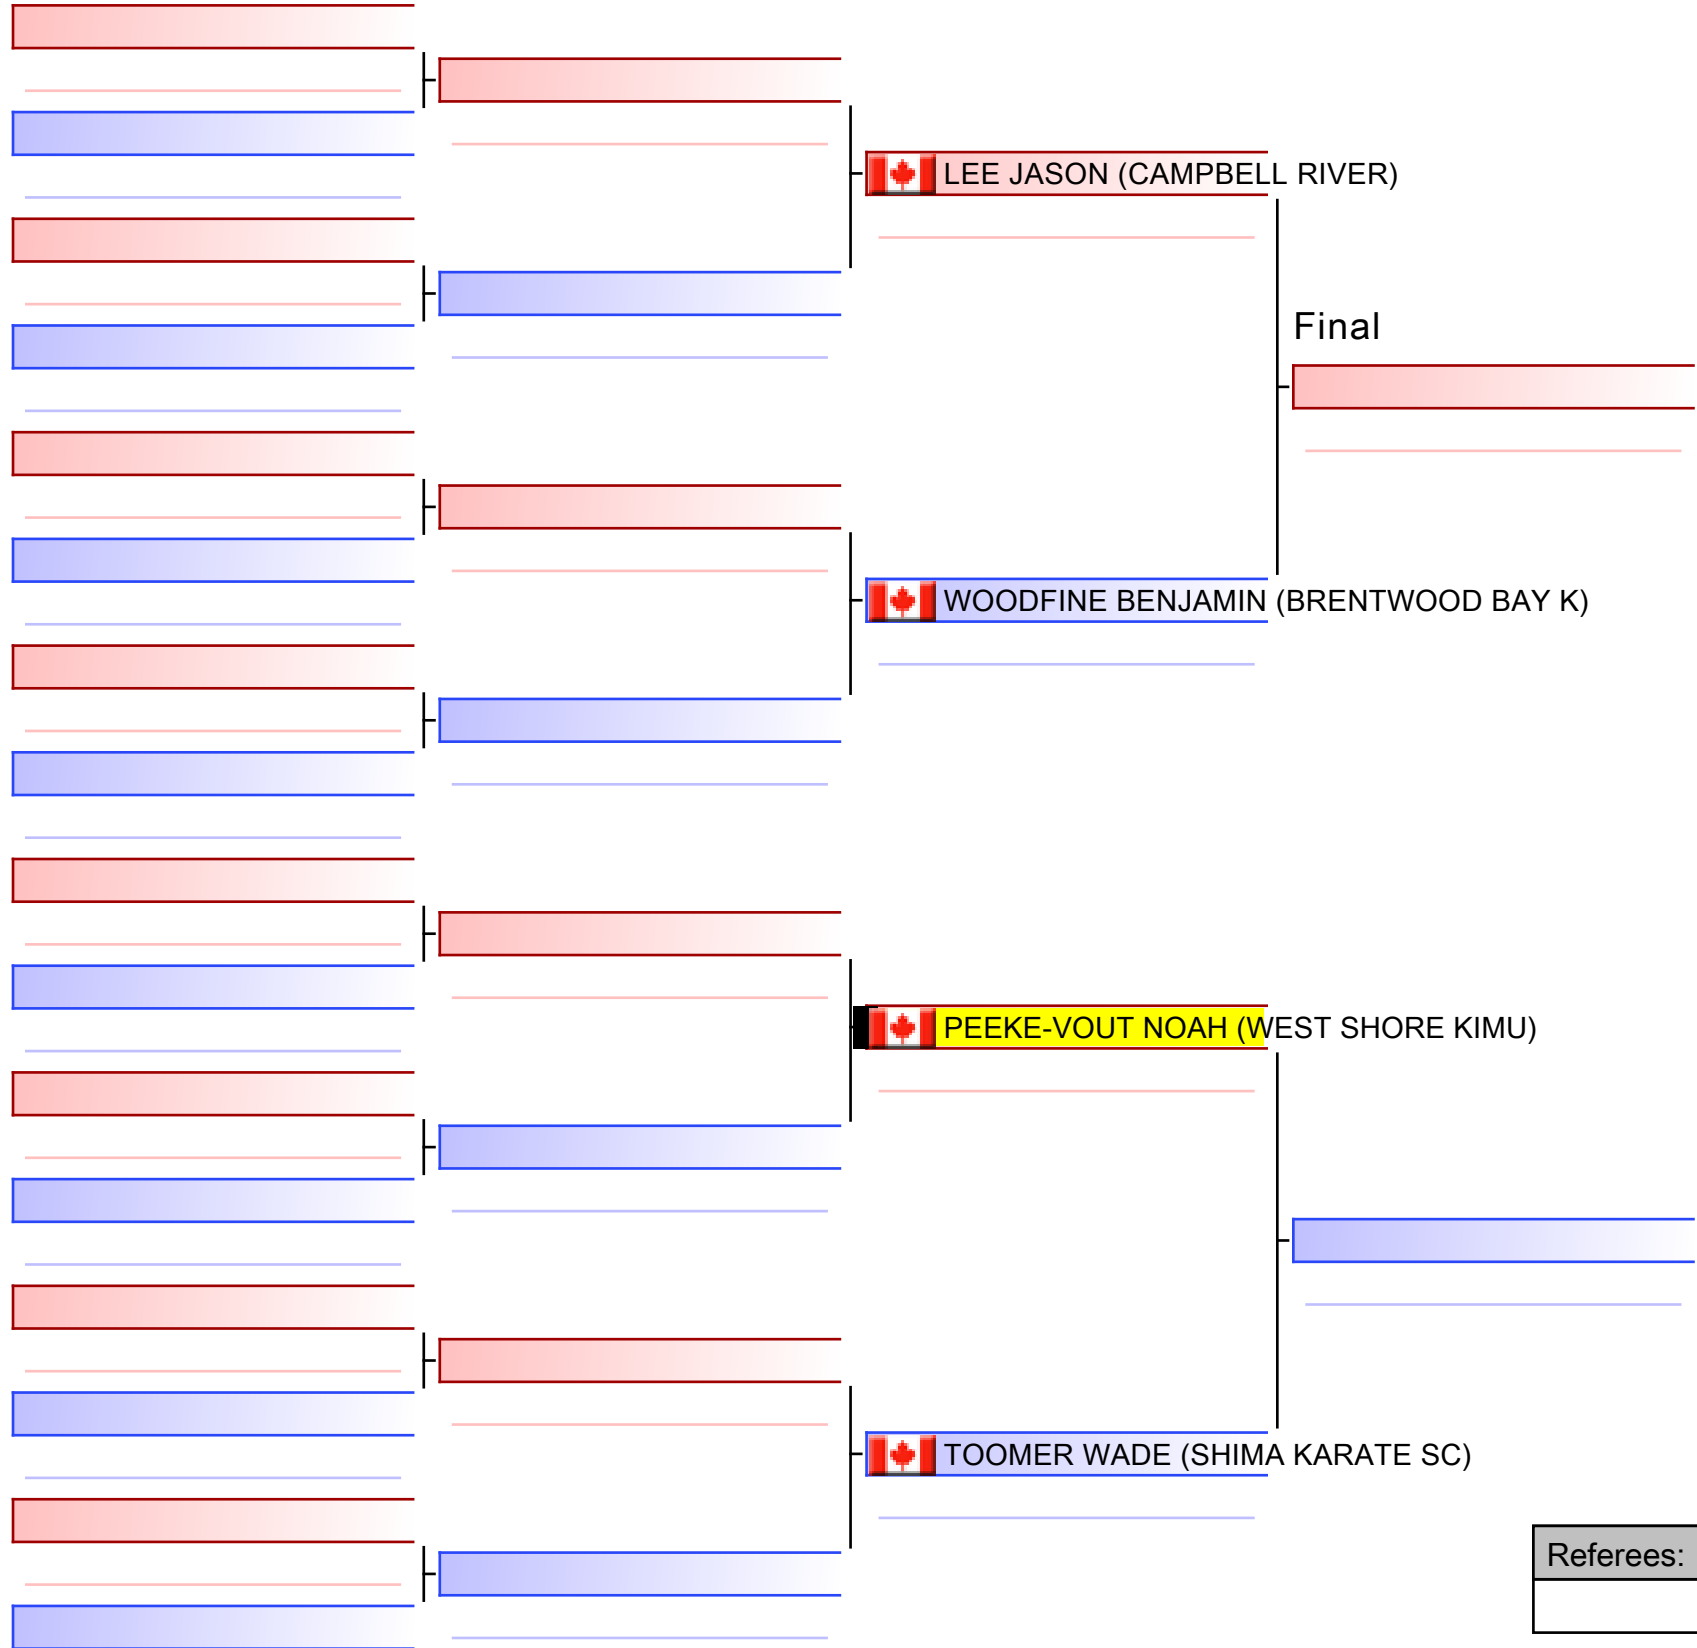 LEE JASON (CAMPBELL RIVER)
Final
WOODFINE BENJAMIN (BRENTWOOD BAY K)
PEEKE-VOUT NOAH (WEST SHORE KIMU)
TOOMER WADE (SHIMA KARATE SC)
Referees: